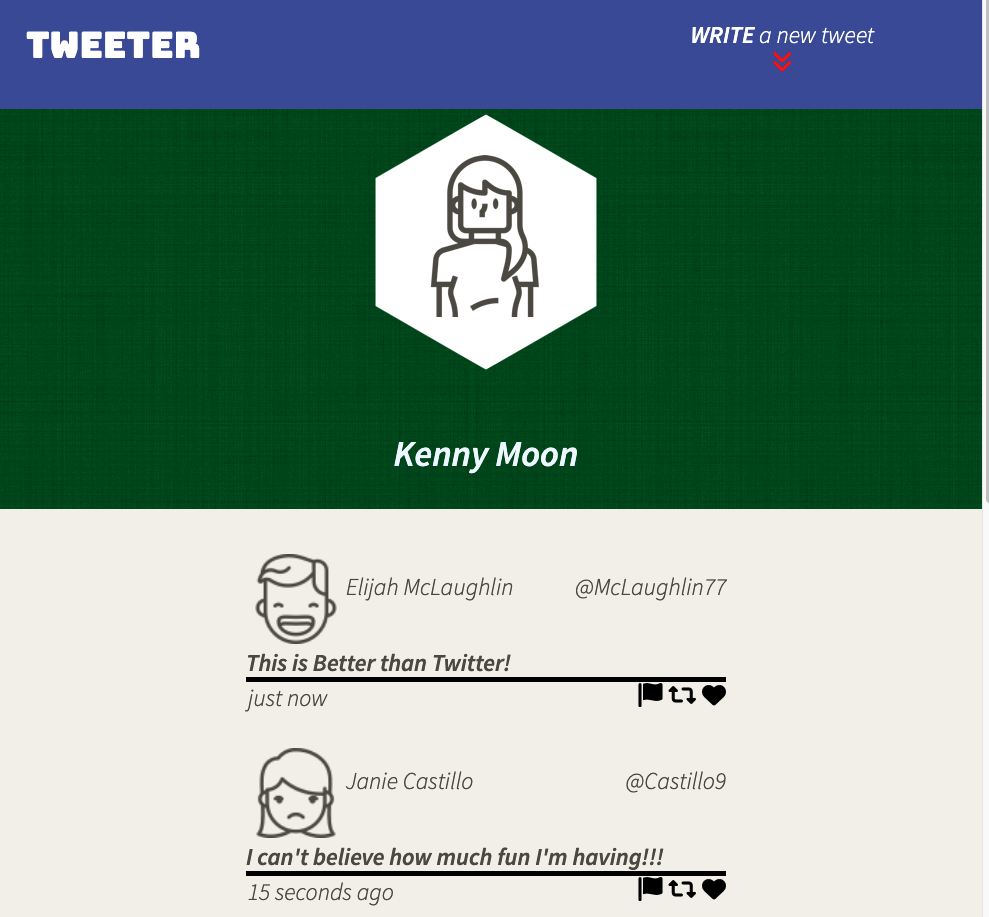 TWEETER
WRITE a new tweet
Kenny Moon
Elijah McLaughlin @McLaughlin77
This is Better than Twitter!
just now
Janie Castillo @Castillo9
I can't believe how much fun I'm having!!!
15 seconds ago